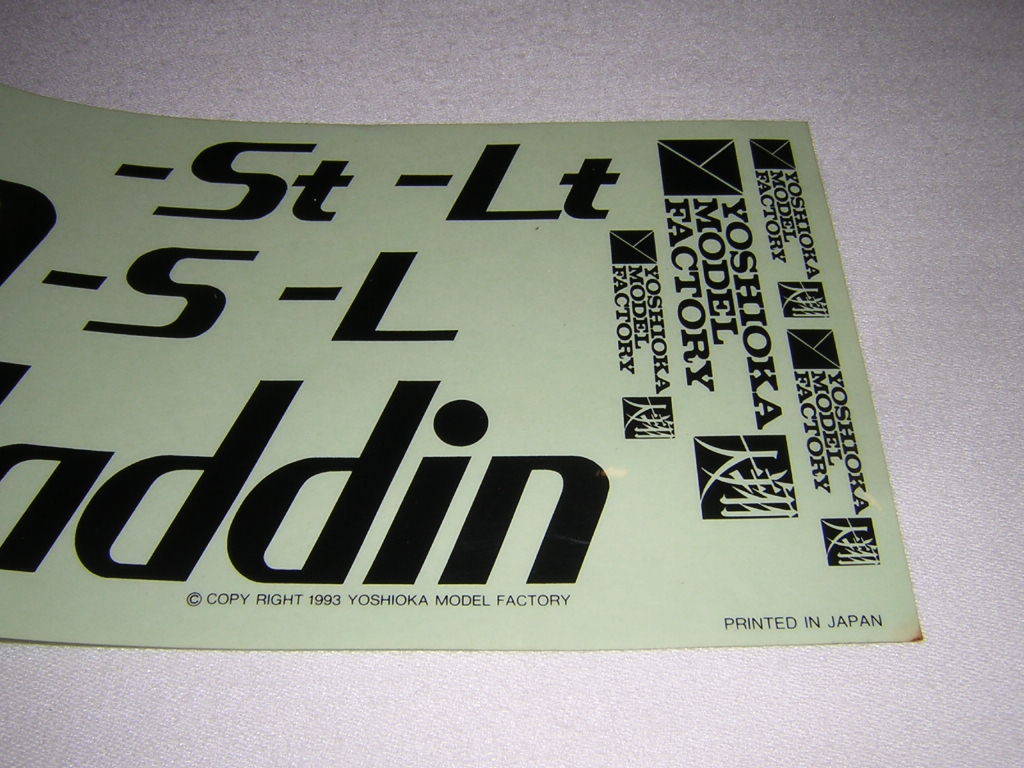 -St -Lt
-S -L
addin
© COPY RIGHT 1993 YOSHIOKA MODEL FACTORY
YOSHIOKA
MODEL
FACTORY
YOSHIOKA
MODEL
FACTORY
YOSHIOKA
MODEL
FACTORY
YOSHIOKA
MODEL
FACTORY
PRINTED IN JAPAN